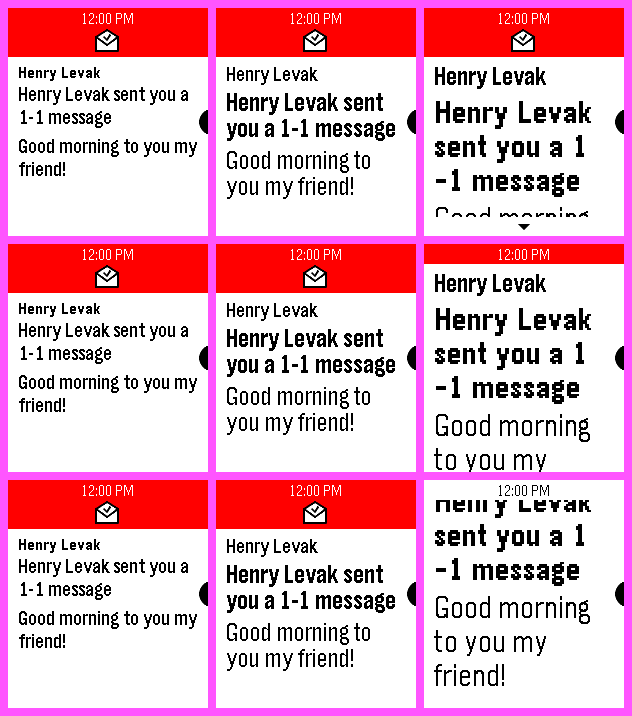 12:00 PM
Henry Levak
Henry Levak sent you a
1-1 message
Good morning to you my
friend!
12:00 PM
Henry Levak
Henry Levak sent
you a 1-1 message
Good morning to
you my friend!
12:00 PM
Henry Levak
Henry Levak
sent you a 1
-1 message
Good morning
12:00 PM
Henry Levak
Henry Levak sent you a
1-1 message
Good morning to you my
friend!
12:00 PM
Henry Levak
Henry Levak sent
you a 1-1 message
Good morning to
you my friend!
12:00 PM
Henry Levak
Henry Levak
sent you a 1
-1 message
Good morning
to you my
12:00 PM
Henry Levak
Henry Levak sent you a
1-1 message
Good morning to you my
friend!
12:00 PM
Henry Levak
Henry Levak sent
you a 1-1 message
Good morning to
you my friend!
12:00 PM
Henry Levak
sent you a 1
-1 message
Good morning
to you my
friend!